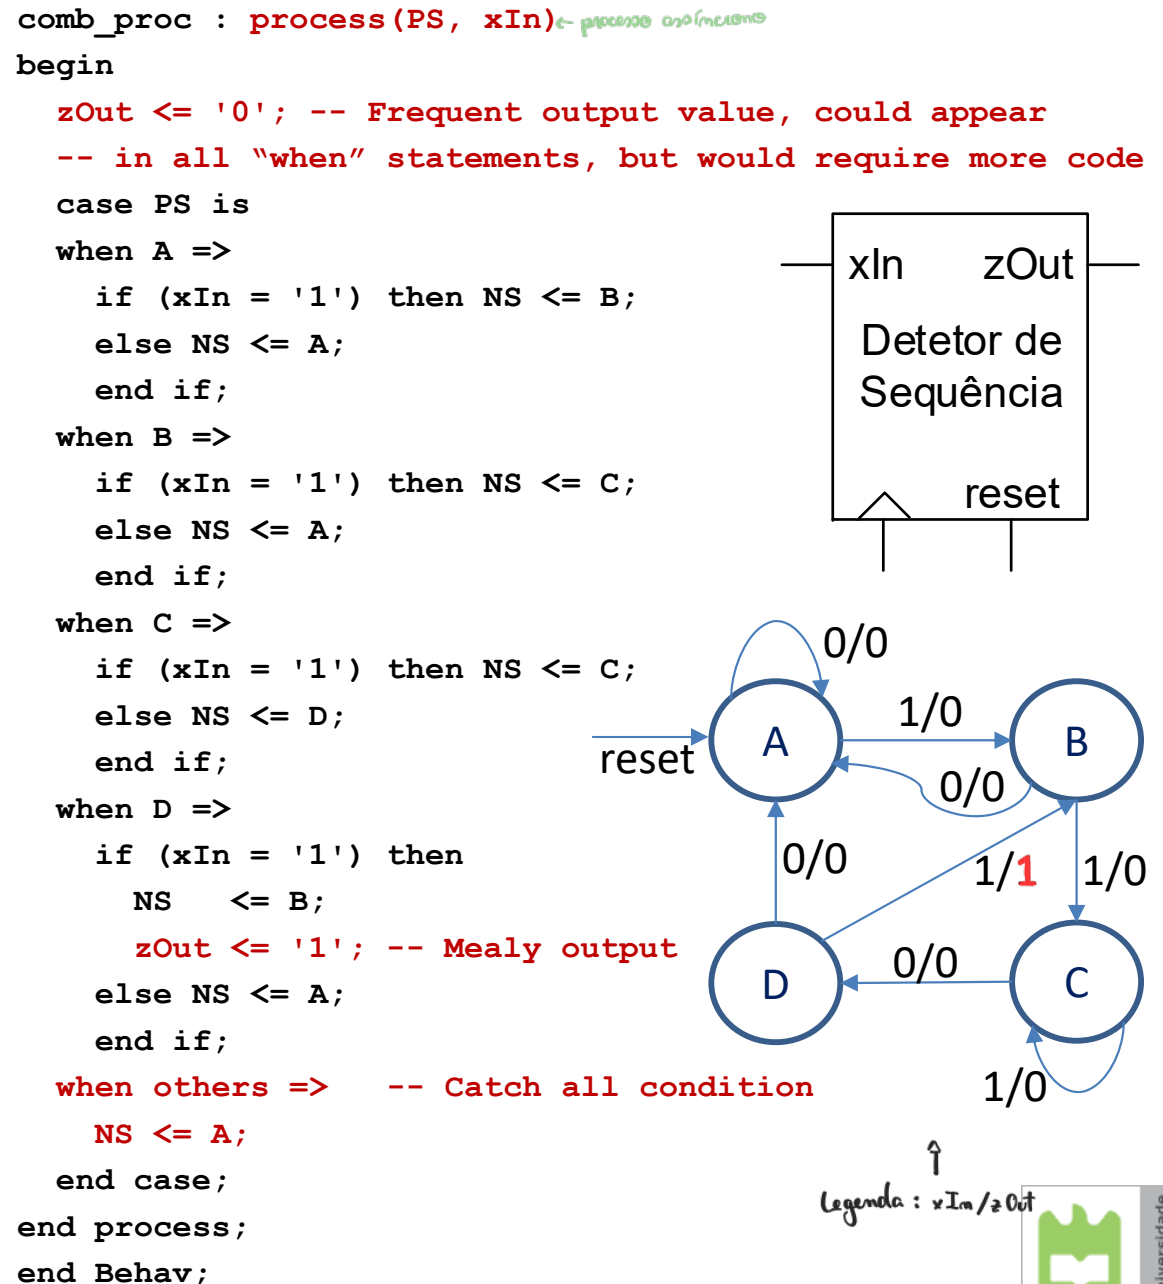 comb_proc : process(PS, xIn) ← processo assíncrono
begin
zOut <= '0'; -- Frequent output value, could appear
-- in all “when” statements, but would require more code
case PS is
when A =>
if (xIn = '1') then NS <= B;
else NS <= A;
end if;
when B =>
if (xIn = '1') then NS <= C;
else NS <= A;
end if;
when C =>
if (xIn = '1') then NS <= C;
else NS <= D;
end if;
when D =>
if (xIn = '1') then
NS <= B;
zOut <= '1'; -- Mealy output
else NS <= A;
end if;
when others => -- Catch all condition
NS <= A;
end case;
end process;
end Behav;
xIn zOut
Detetor de
Sequência
reset
0/0
1/0
reset
A
B
0/0
0/0
1/1
1/0
0/0
D
C
1/0
Legenda : xIn/zOut